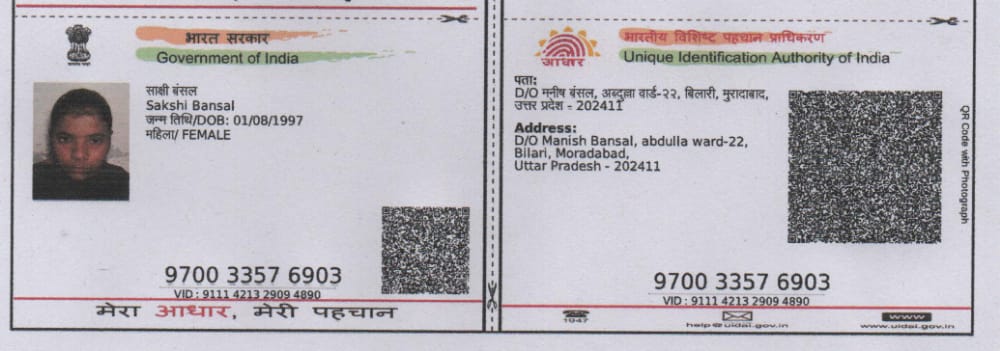 भारत सरकार
Government of India
साक्षी बंसल
Sakshi Bansal
जन्म तिथि/DOB: 01/08/1997
महिला/ FEMALE
9700 3357 6903
VID : 9111 4213 2909 4890
मेरा आधार, मेरी पहचान
भारतीय विशिष्ट पहचान प्राधिकरण
Unique Identification Authority of India
आधार
पता:
D/O मनीष बंसल, अब्दुल्ला वार्ड-२२, बिलारी, मुरादाबाद,
उत्तर प्रदेश - 202411
Address:
D/O Manish Bansal, abdulla ward-22,
Bilari, Moradabad,
Uttar Pradesh - 202411
QR Code with Photograph
9700 3357 6903
VID : 9111 4213 2909 4890
1947
help@uidai.gov.in
www
www.uidai.gov.in